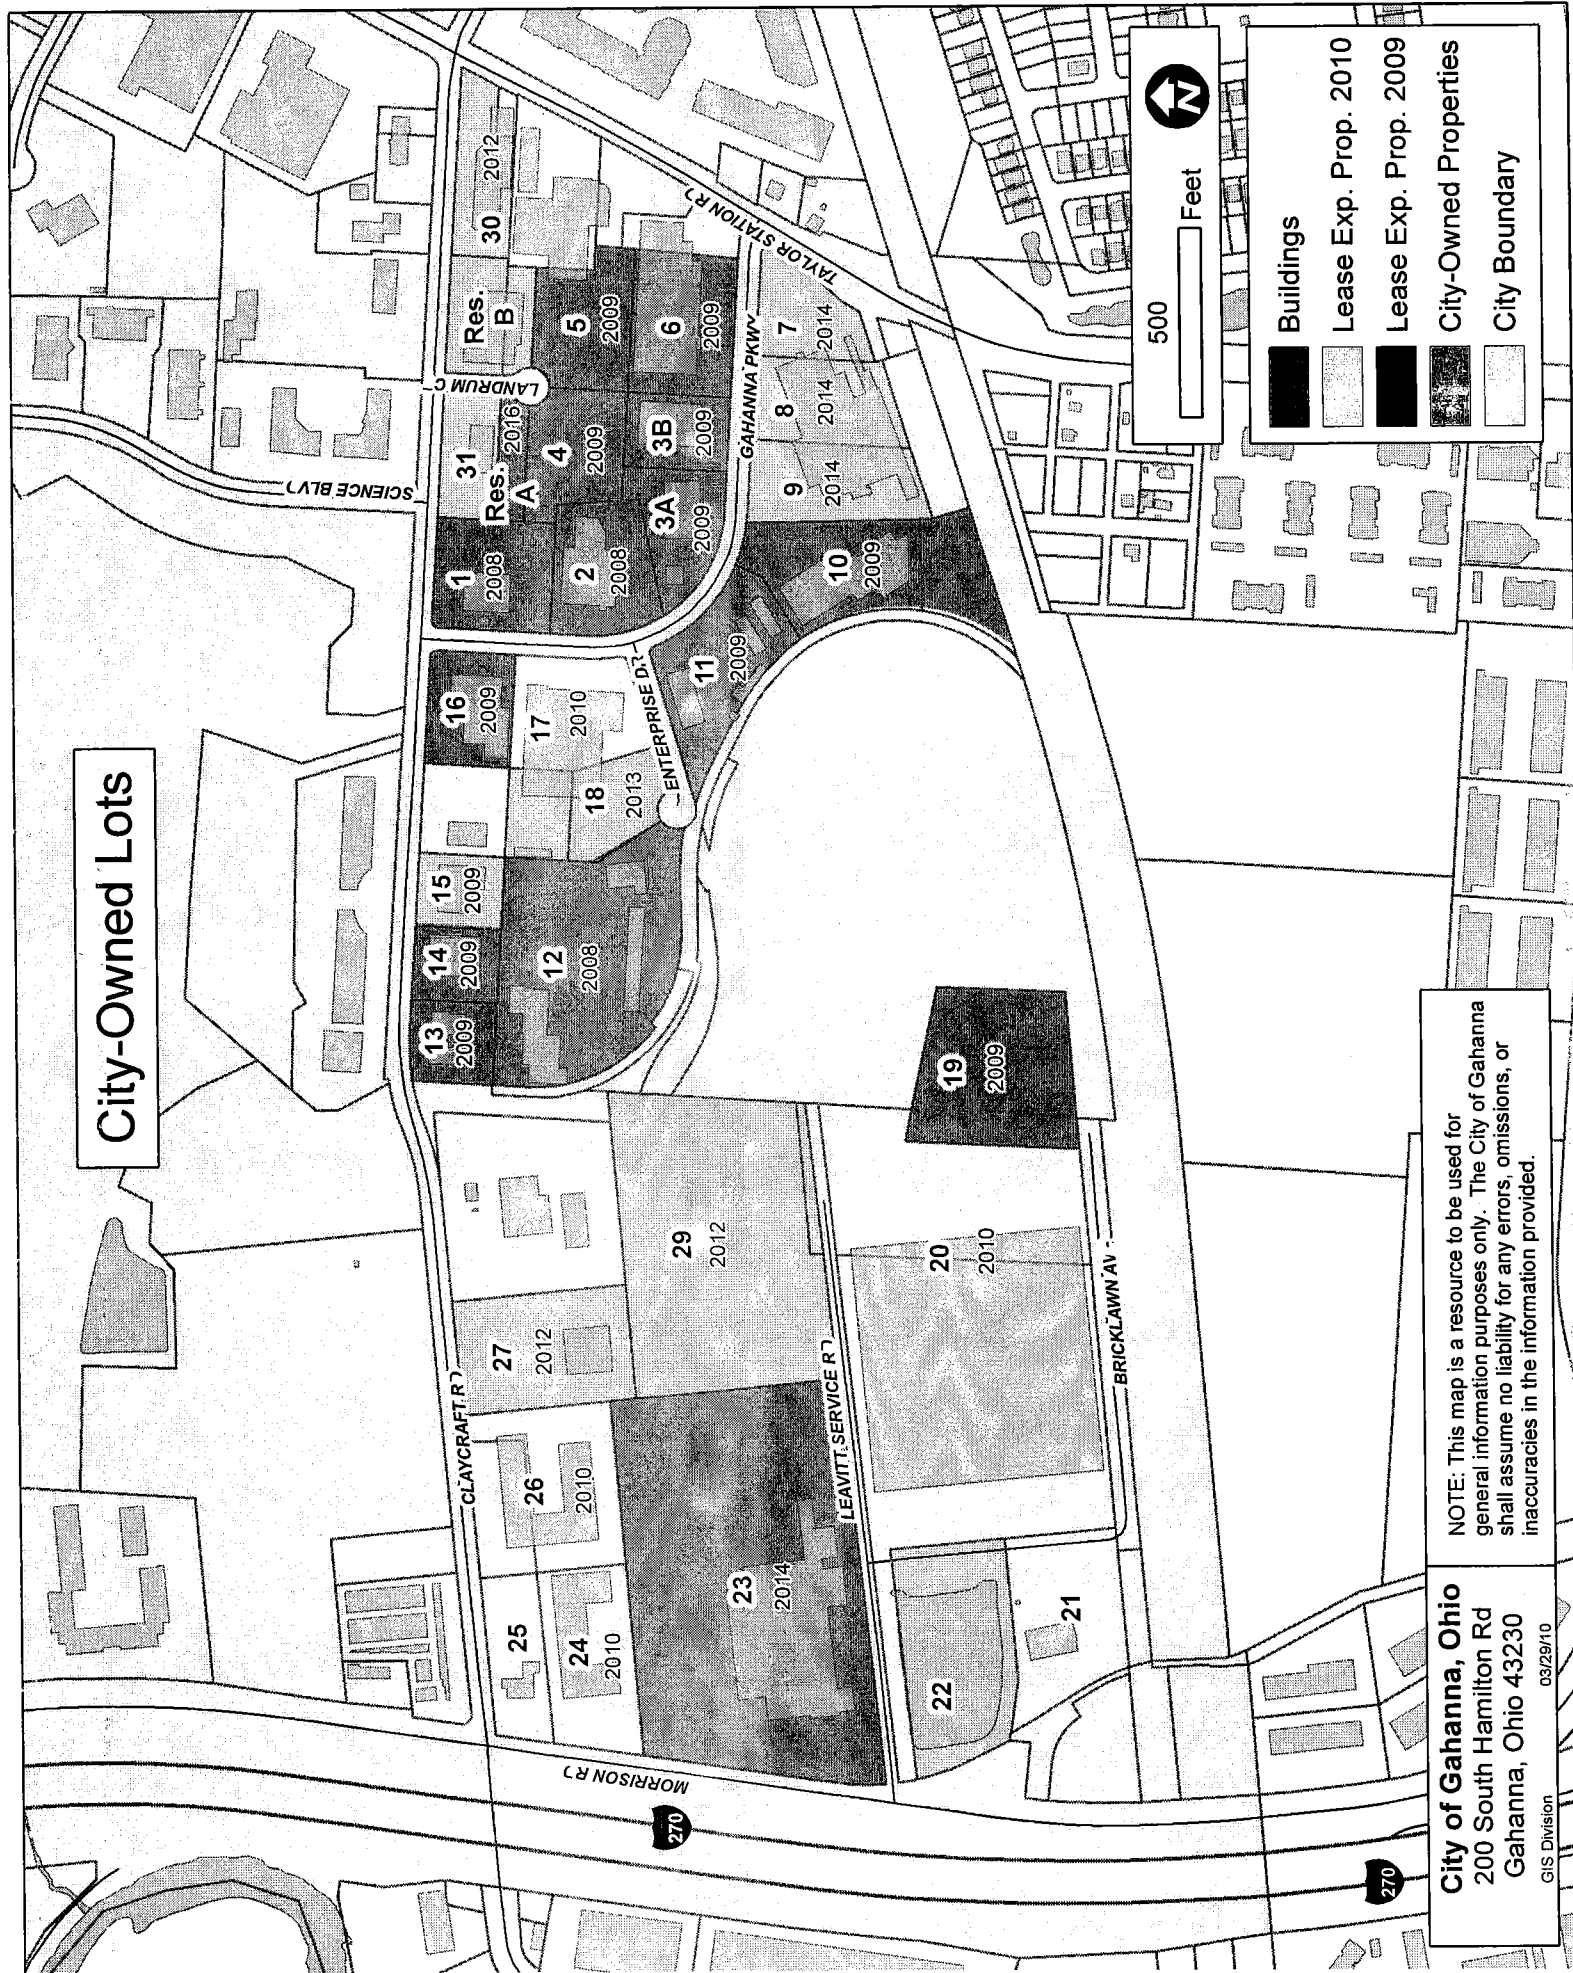 City-Owned Lots
CLAYCRAFT R
SCIENCE BLV
LANDRUM C
TAYLOR STATION R
GAHANNA PKWY
ENTERPRISE DR
MORRISON R
LEAVITT SERVICE R
BRICKLAWN AV
270
270
1
2008
2
2008
3A
2009
3B
2009
4
2009
5
2009
6
2009
7
2014
8
2014
9
2014
10
2009
11
2009
12
2008
13
2009
14
2009
15
2009
16
2009
17
2010
18
2013
19
2009
20
2010
21
22
23
2014
24
2010
25
26
2010
27
2012
29
2012
30
2012
31
2016
Res.
A
Res.
B
500
Feet
N
Buildings
Lease Exp. Prop. 2010
Lease Exp. Prop. 2009
City-Owned Properties
City Boundary
City of Gahanna, Ohio
200 South Hamilton Rd
Gahanna, Ohio 43230
GIS Division
03/29/10
NOTE: This map is a resource to be used for
general information purposes only. The City of Gahanna
shall assume no liability for any errors, omissions, or
inaccuracies in the information provided.